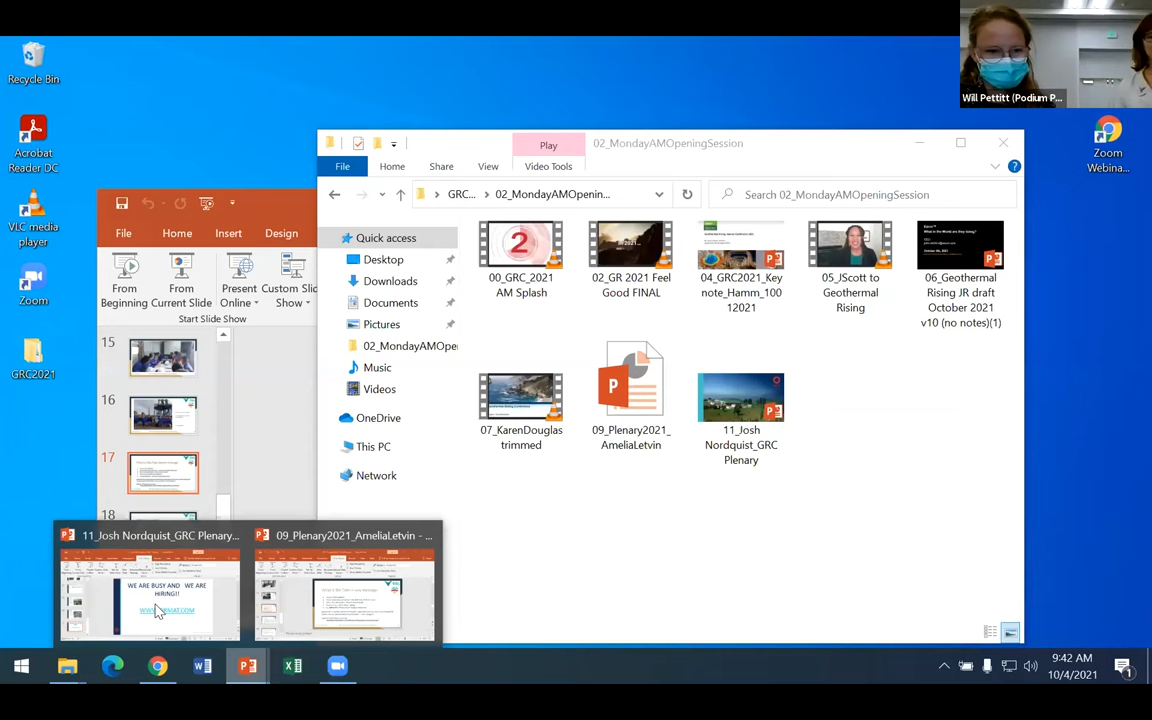 Will Pettitt (Podium P...
Recycle Bin
Acrobat
Reader DC
VLC media
player
Zoom
GRC2021
Zoom
Webina...
Play
02_MondayAMOpeningSession
File
Home
Share
View
Video Tools
GRC...
02_MondayAMOpenin...
Search 02_MondayAMOpeningSession
Quick access
Desktop
Downloads
Documents
Pictures
02_MondayAMOpe
Music
Videos
OneDrive
This PC
Network
2
00_GRC_2021
AM Splash
02_GR 2021 Feel
Good FINAL
04_GRC2021_Key
note_Hamm_100
12021
05_JScott to
Geothermal
Rising
06_Geothermal
Rising JR draft
October 2021
v10 (no notes)(1)
07_KarenDouglas
trimmed
09_Plenary2021_
AmeliaLetvin
11_Josh
Nordquist_GRC
Plenary
File
Home
Insert
Design
From
Beginning
From
Current Slide
Present
Online
Custom Slid
Show
Start Slide Show
15
16
17
18
11_Josh Nordquist_GRC Plenary...
09_Plenary2021_AmeliaLetvin - ...
WE ARE BUSY AND WE ARE
HIRING!!
9:42 AM
10/4/2021
1